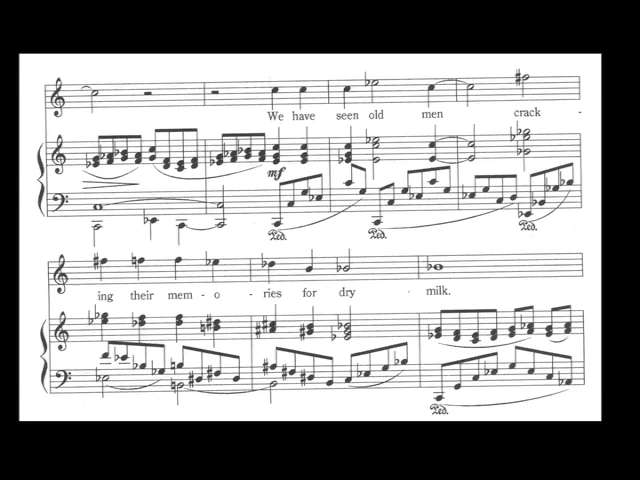 We have seen old men crack -
mf
Ped. Ped. Ped.
ing their mem - o - ries for dry milk.
Ped.